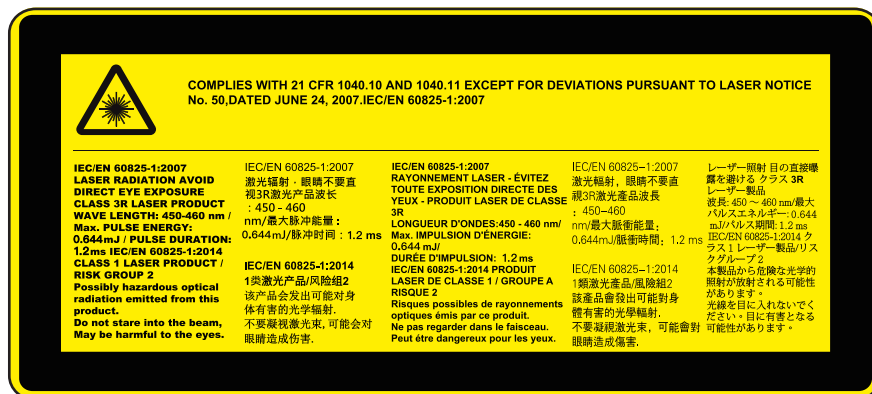 COMPLIES WITH 21 CFR 1040.10 AND 1040.11 EXCEPT FOR DEVIATIONS PURSUANT TO LASER NOTICE
No. 50,DATED JUNE 24, 2007.IEC/EN 60825-1:2007
IEC/EN 60825-1:2007
LASER RADIATION AVOID
DIRECT EYE EXPOSURE
CLASS 3R LASER PRODUCT
WAVE LENGTH: 450-460 nm /
Max. PULSE ENERGY:
0.644mJ / PULSE DURATION:
1.2ms IEC/EN 60825-1:2014
CLASS 1 LASER PRODUCT /
RISK GROUP 2
Possibly hazardous optical
radiation emitted from this
product.
Do not stare into the beam,
May be harmful to the eyes.
IEC/EN 60825-1:2007
激光辐射﹐眼睛不要直
视3R激光产品波长
: 450 - 460
nm/最大脉冲能量 :
0.644mJ/脉冲时间 : 1.2 ms
IEC/EN 60825-1:2014
1类激光产品/风险组2
该产品会发出可能对身
体有害的光学辐射.
不要凝视激光束, 可能会对
眼睛造成伤害.
IEC/EN 60825-1:2007
RAYONNEMENT LASER - ÉVITEZ
TOUTE EXPOSITION DIRECTE DES
YEUX - PRODUIT LASER DE CLASSE
3R
LONGUEUR D'ONDES:450 - 460 nm/
Max. IMPULSION D'ÉNERGIE:
0.644 mJ/
DURÉE D'IMPULSION: 1.2 ms
IEC/EN 60825-1:2014 PRODUIT
LASER DE CLASSE 1 / GROUPE A
RISQUE 2
Risques possibles de rayonnements
optiques émis par ce produit.
Ne pas regarder dans le faisceau.
Peut étre dangereux pour les yeux.
IEC/EN 60825-1:2007
激光輻射，眼睛不要直
視3R激光產品波長
: 450-460
nm/最大脈衝能量;
0.644mJ/脈衝時間；1.2 ms
IEC/EN 60825-1:2014
1類激光產品/風險組2
該產品會發出可能對身
體有害的光學輻射.
不要凝視激光束，可能會對
眼睛造成傷害.
レーザー照射 目の直接曝
露を避ける クラス 3R
レーザー製品
波長: 450 ～ 460 nm/最大
パルスエネルギー: 0.644
mJ/パルス期間: 1.2 ms
IEC/EN 60825-1:2014 ク
ラス 1 レーザー製品/リス
クグループ 2
本製品から危険な光学的
照射が放射される可能性
があります。
光線を目に入れないでく
ださい。目に有害となる
可能性があります。